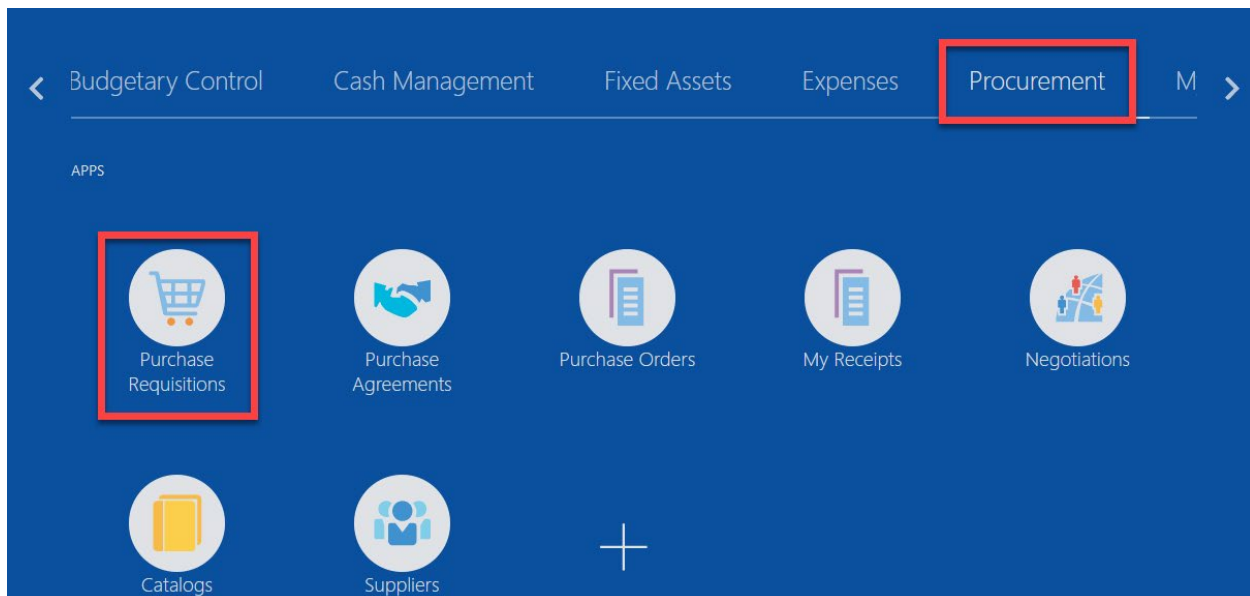 Budgetary Control Cash Management Fixed Assets Expenses Procurement M
APPS
Purchase Requisitions
Purchase Agreements
Purchase Orders
My Receipts
Negotiations
Catalogs
Suppliers